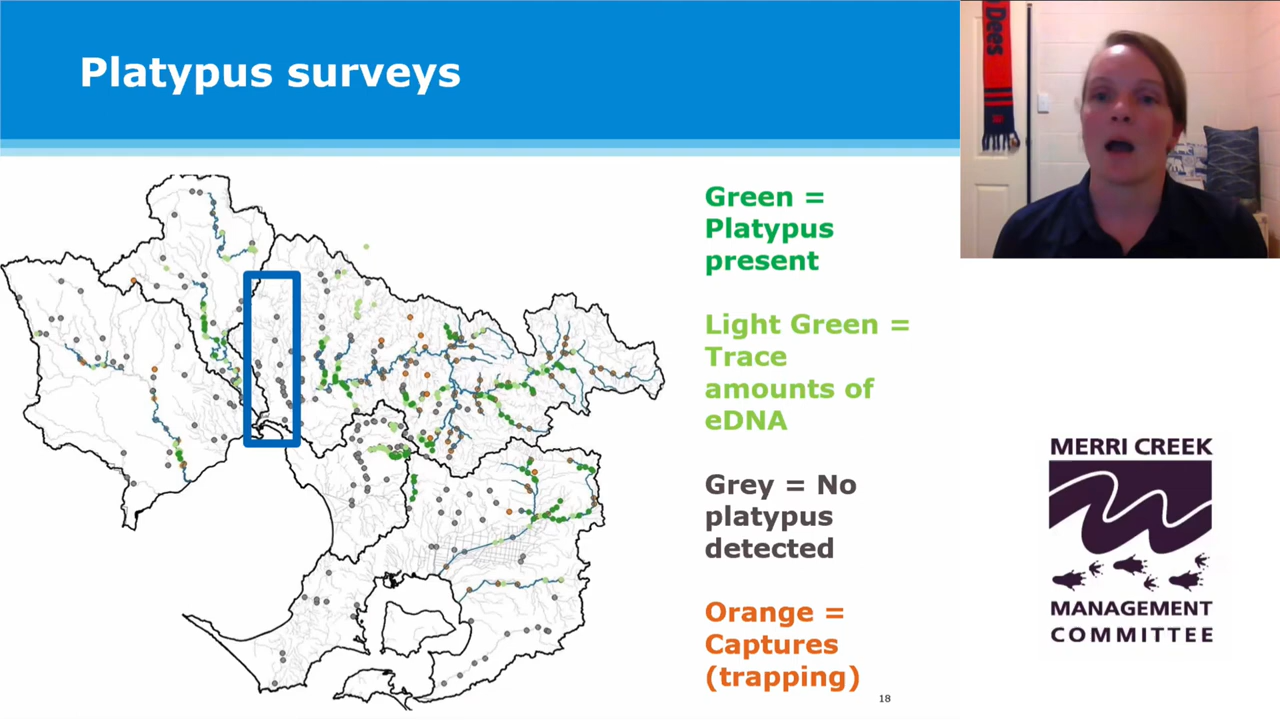 Platypus surveys
Green =
Platypus
present
Light Green =
Trace
amounts of
eDNA
Grey = No
platypus
detected
Orange =
Captures
(trapping)
18
Dees
MERRI CREEK
MANAGEMENT
COMMITTEE